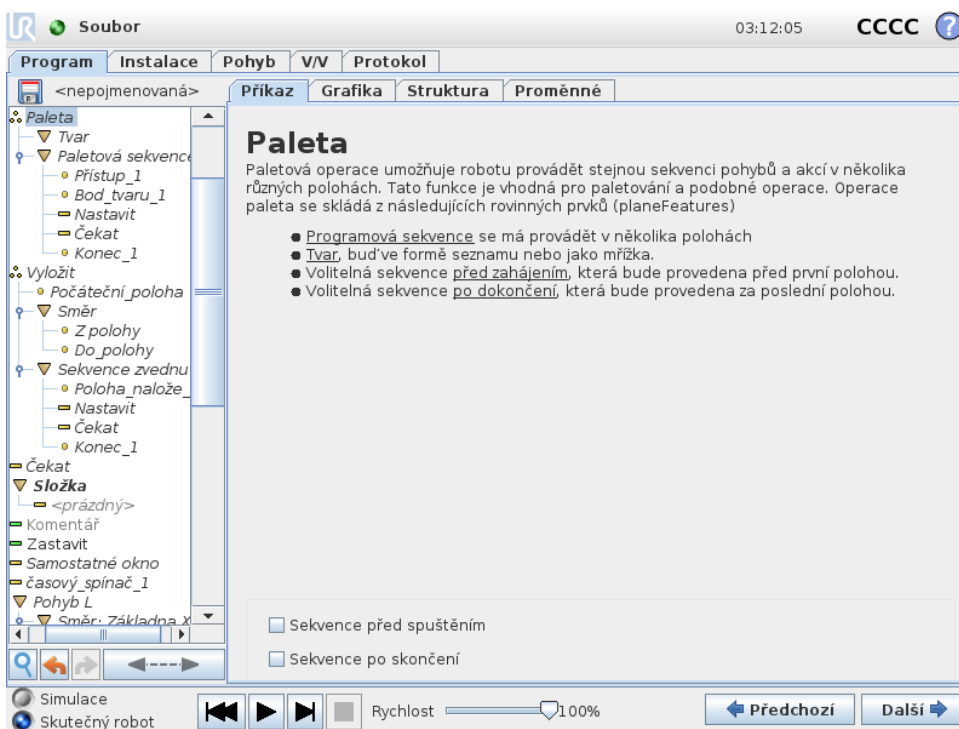 UR Soubor 03:12:05 CCCC ?
Program Instalace Pohyb V/V Protokol
<nepojmenovaná> Příkaz Grafika Struktura Proměnné
Paleta
Tvar
Paletová sekvence
Přístup_1
Bod_tvaru_1
Nastavit
Čekat
Konec_1
Vyložit
Počáteční_poloha
Směr
Z polohy
Do_polohy
Sekvence zvednu
Poloha_nalože_
Nastavit
Čekat
Konec_1
Čekat
Složka
<prázdný>
Komentář
Zastavit
Samostatné okno
časový_spínač_1
Pohyb L
Směr: Základna X
Paleta
Paletová operace umožňuje robotu provádět stejnou sekvenci pohybů a akcí v několika
různých polohách. Tato funkce je vhodná pro paletování a podobné operace. Operace
paleta se skládá z následujících rovinných prvků (planeFeatures)
Programová sekvence se má provádět v několika polohách
Tvar, buďve formě seznamu nebo jako mřížka.
Volitelná sekvence před zahájením, která bude provedena před první polohou.
Volitelná sekvence po dokončení, která bude provedena za poslední polohou.
Sekvence před spuštěním
Sekvence po skončení
Simulace
Skutečný robot
Rychlost 100%
Předchozí Další